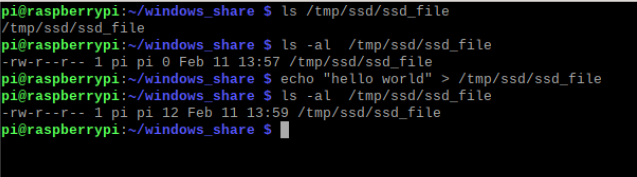 pi@raspberrypi:~/windows_share $ ls /tmp/ssd/ssd_file
/tmp/ssd/ssd_file
pi@raspberrypi:~/windows_share $ ls -al  /tmp/ssd/ssd_file
-rw-r--r-- 1 pi pi 0 Feb 11 13:57 /tmp/ssd/ssd_file
pi@raspberrypi:~/windows_share $ echo "hello world" > /tmp/ssd/ssd_file
pi@raspberrypi:~/windows_share $ ls -al  /tmp/ssd/ssd_file
-rw-r--r-- 1 pi pi 12 Feb 11 13:59 /tmp/ssd/ssd_file
pi@raspberrypi:~/windows_share $